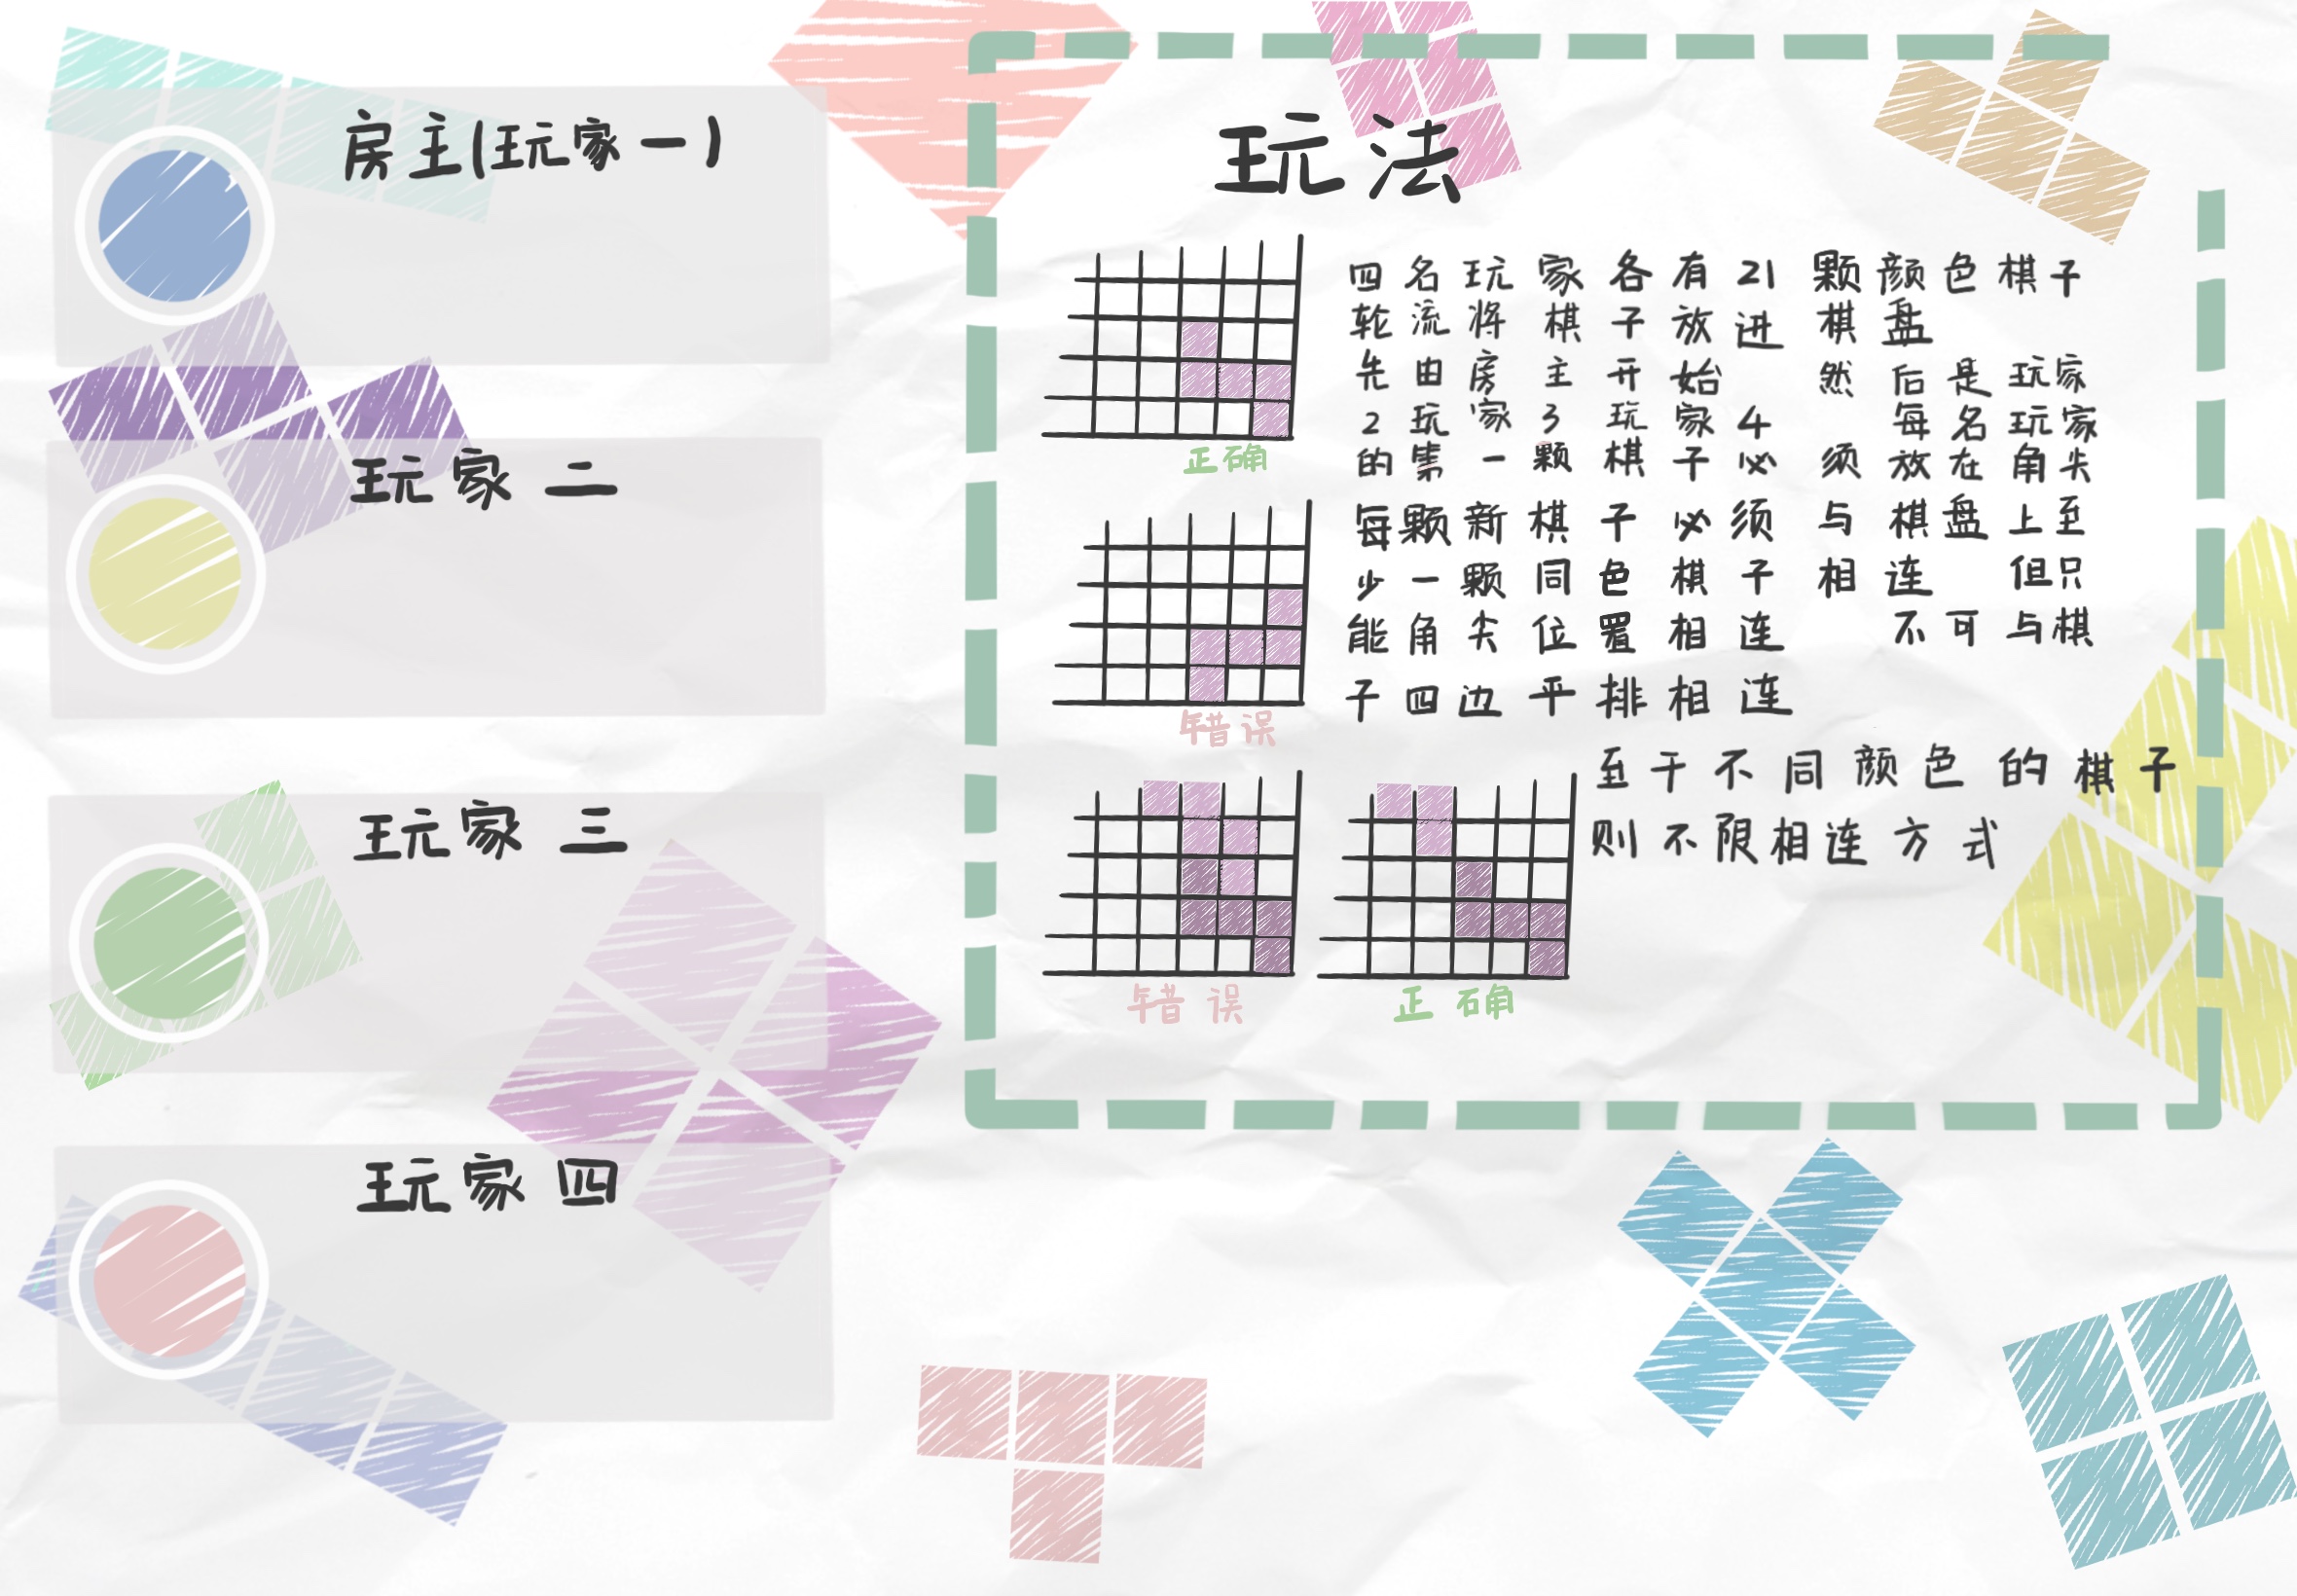 房主(玩家一)
玩家二
玩家三
玩家四
玩法
四名玩家各有21颗颜色棋子
轮流将棋子放进棋盘
先由房主开始 然后是玩家
2玩家3玩家4 每名玩家
的第一颗棋子必须放在角尖
每颗新棋子必须与棋盘上至
少一颗同色棋子相连 但只
能角尖位置相连 不可与棋
子四边平排相连
至于不同颜色的棋子
则不限相连方式
正确
错误
错误
正确